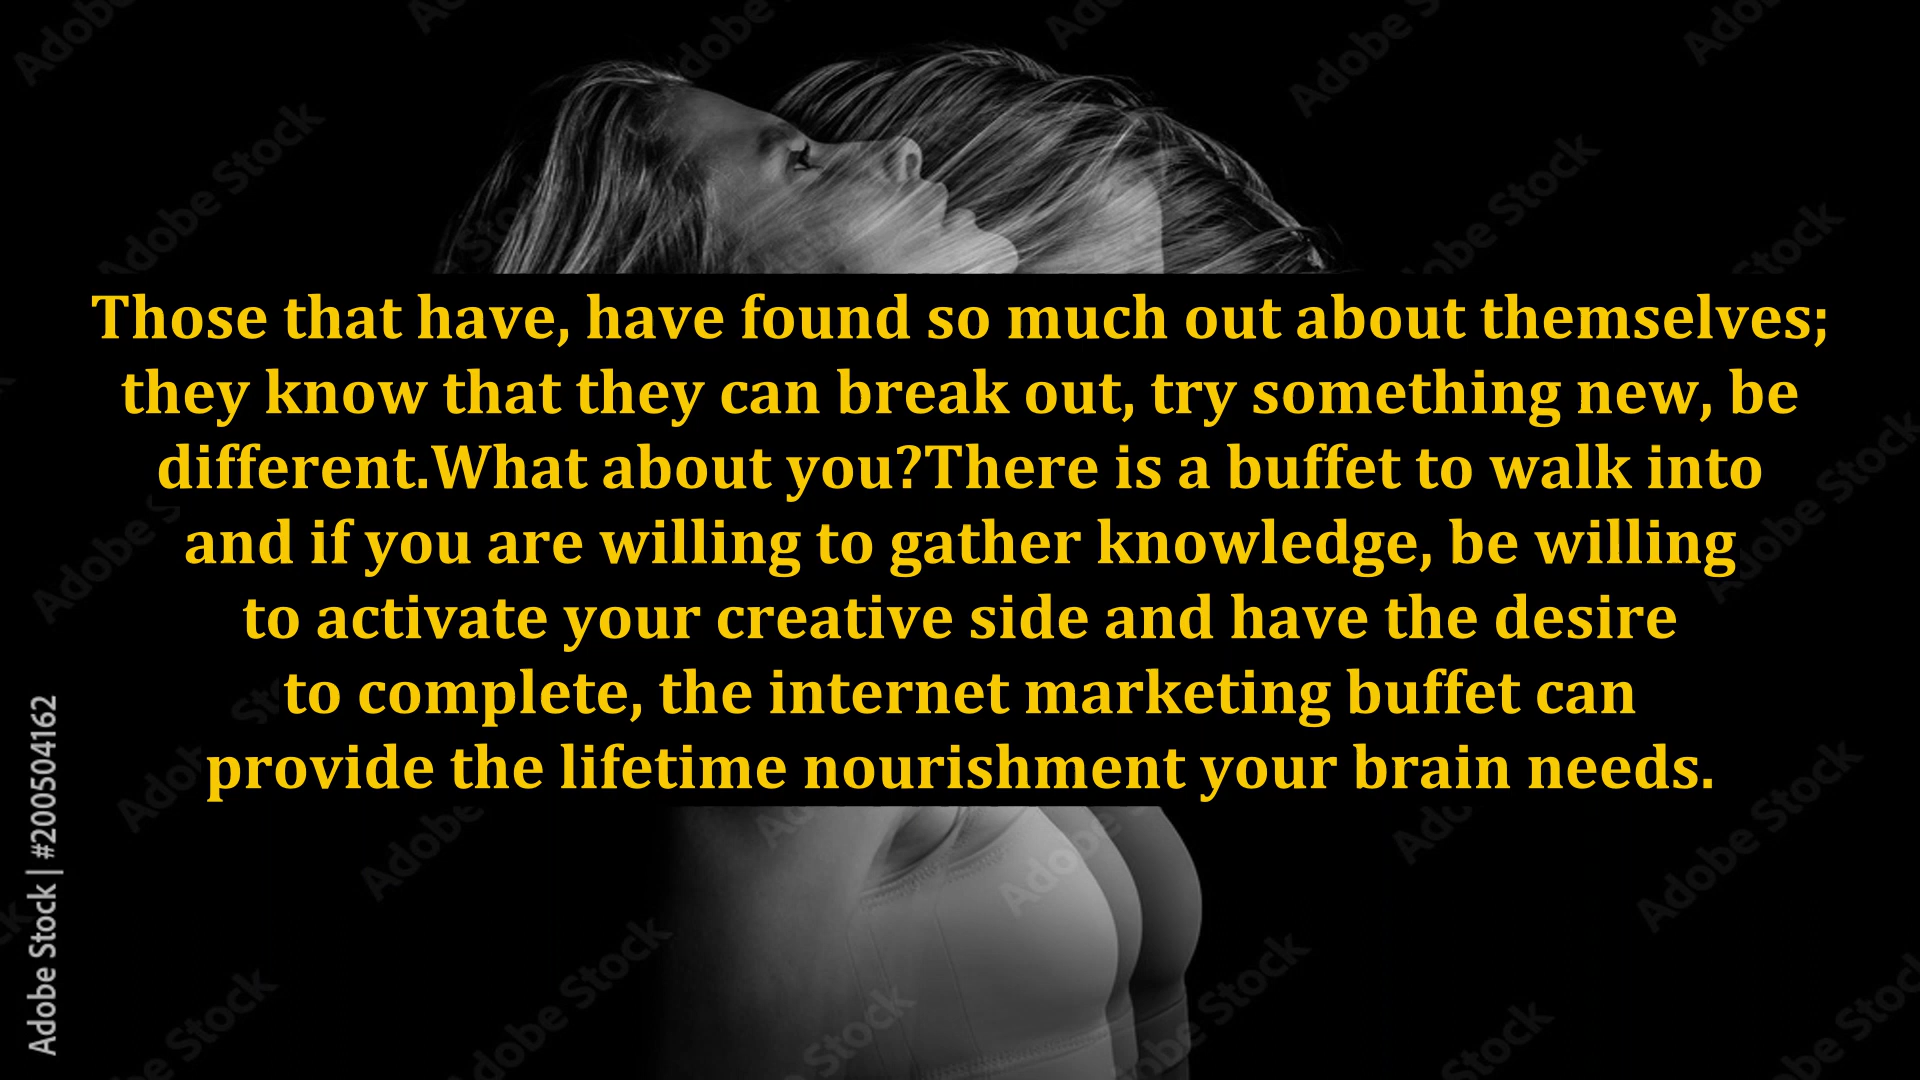 Those that have, have found so much out about themselves;
they know that they can break out, try something new, be
different.What about you?There is a buffet to walk into
and if you are willing to gather knowledge, be willing
to activate your creative side and have the desire
to complete, the internet marketing buffet can
provide the lifetime nourishment your brain needs.
Adobe Stock | #200504162
Adobe Stock